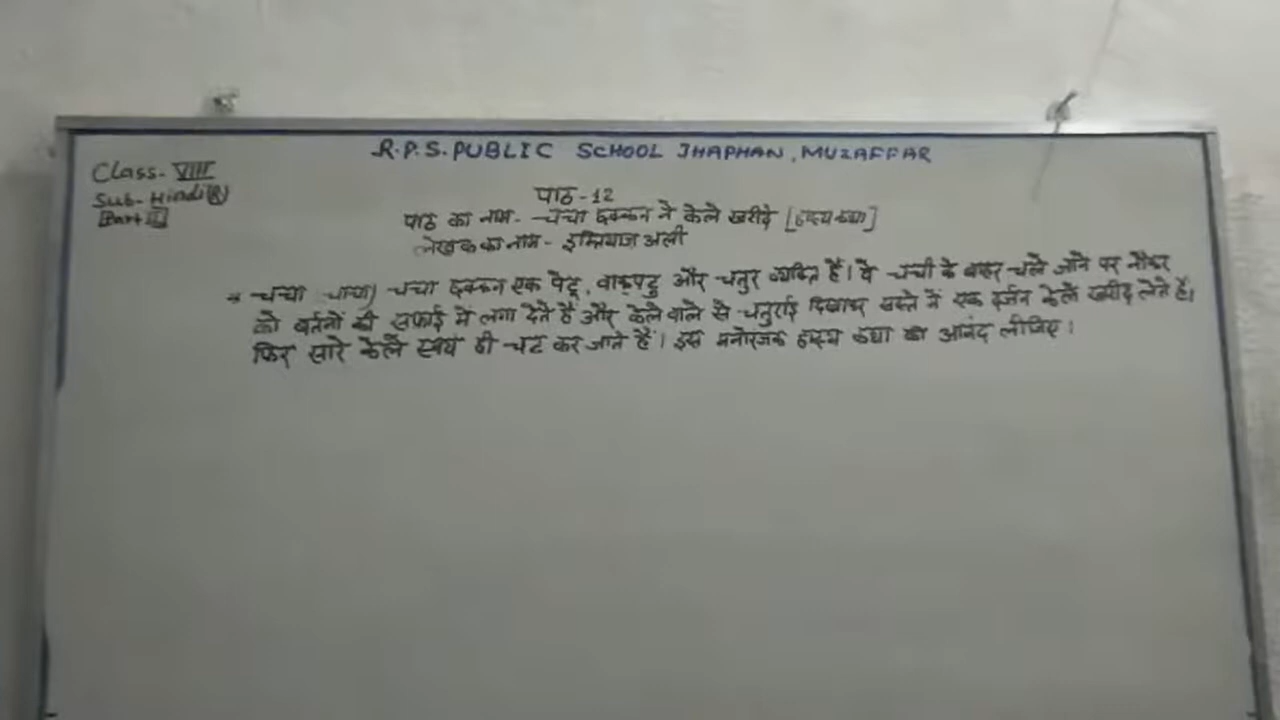 R.P.S. PUBLIC SCHOOL JHAPHAN, MUZAFFAR
Class- VIII
Sub- Hindi(R)
पाठ -12
पाठ का नाम - चचा छक्कन ने केले खरीदे [हास्य कथा]
लेखक का नाम - इम्तियाज अली
* चच्चा चाचा) चचा छक्कन एक पेटू, वाक्पटु और चतुर व्यक्ति हैं। वे चची के बाहर चले जाने पर नौकर
को बर्तनों की सफाई में लगा देते हैं और केले वाले से चतुराई दिखाकर सस्ते में एक दर्जन केले खरीद लेते हैं।
फिर सारे केले स्वयं ही चट कर जाते हैं। इस मनोरंजक हास्य कथा का आनंद लीजिए।